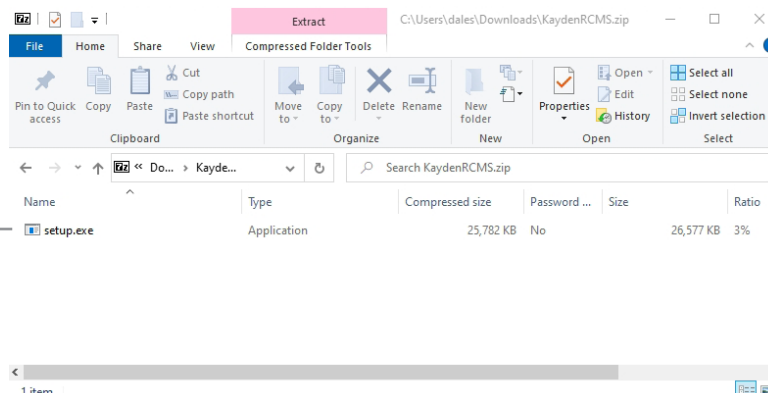 Extract
C:\Users\dales\Downloads\KaydenRCMS.zip
File
Home
Share
View
Compressed Folder Tools
Pin to Quick access
Copy
Paste
Cut
Copy path
Paste shortcut
Clipboard
Move to
Copy to
Delete
Rename
Organize
New folder
New
Properties
Open
Edit
History
Open
Select all
Select none
Invert selection
Select
« Do... › Kayde...
Search KaydenRCMS.zip
Name Type Compressed size Password ... Size Ratio
setup.exe Application 25,782 KB No 26,577 KB 3%
1 item